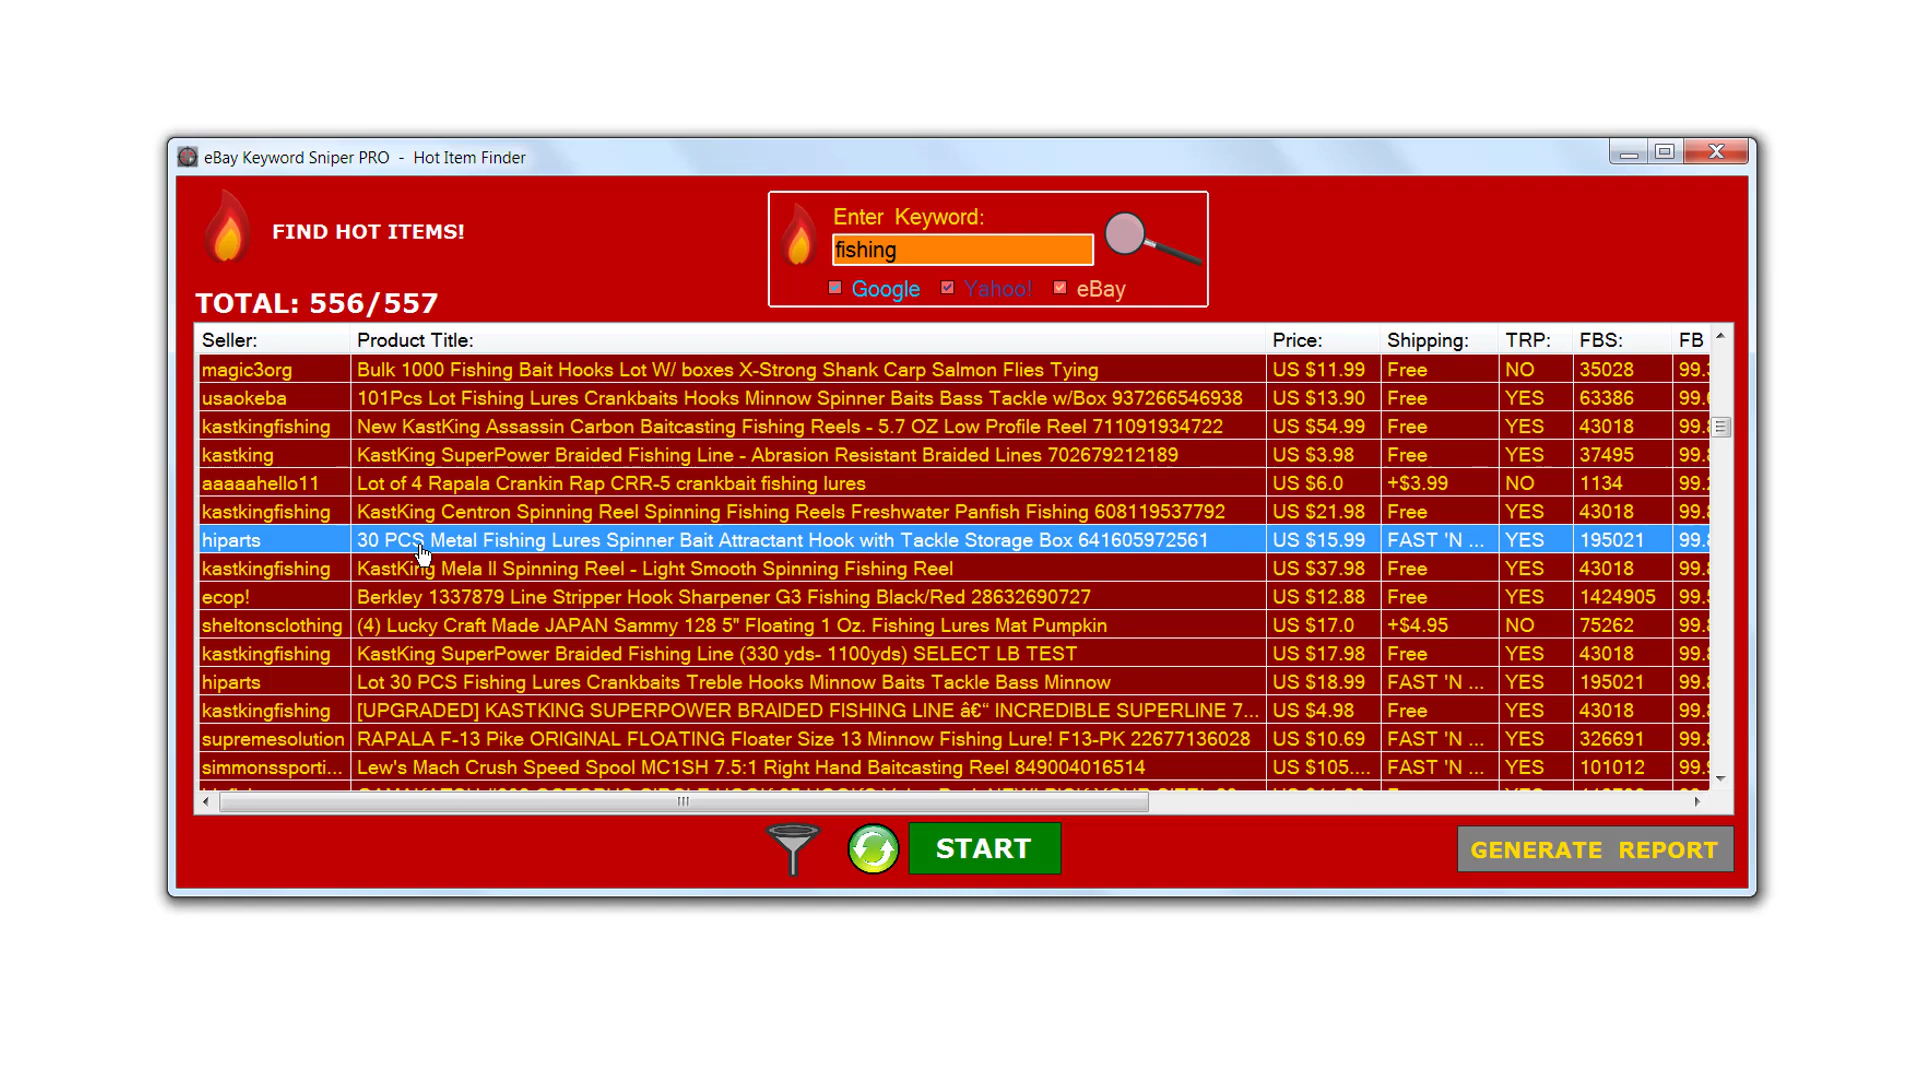 eBay Keyword Sniper PRO - Hot Item Finder
FIND HOT ITEMS!
Enter Keyword:
fishing
Google Yahoo! eBay
TOTAL: 556/557
Seller: Product Title: Price: Shipping: TRP: FBS: FB
magic3org Bulk 1000 Fishing Bait Hooks Lot W/ boxes X-Strong Shank Carp Salmon Flies Tying US $11.99 Free NO 35028
usaokeba 101Pcs Lot Fishing Lures Crankbaits Hooks Minnow Spinner Baits Bass Tackle w/Box 937266546938 US $13.90 Free YES 63386
kastkingfishing New KastKing Assassin Carbon Baitcasting Fishing Reels - 5.7 OZ Low Profile Reel 711091934722 US $54.99 Free YES 43018
kastking KastKing SuperPower Braided Fishing Line - Abrasion Resistant Braided Lines 702679212189 US $3.98 Free YES 37495
aaaaahello11 Lot of 4 Rapala Crankin Rap CRR-5 crankbait fishing lures US $6.0 +$3.99 NO 1134
kastkingfishing KastKing Centron Spinning Reel Spinning Fishing Reels Freshwater Panfish Fishing 608119537792 US $21.98 Free YES 43018
hiparts 30 PCS Metal Fishing Lures Spinner Bait Attractant Hook with Tackle Storage Box 641605972561 US $15.99 FAST 'N ... YES 195021
kastkingfishing KastKing Mela II Spinning Reel - Light Smooth Spinning Fishing Reel US $37.98 Free YES 43018
ecop! Berkley 1337879 Line Stripper Hook Sharpener G3 Fishing Black/Red 28632690727 US $12.88 Free YES 1424905
sheltonsclothing (4) Lucky Craft Made JAPAN Sammy 128 5" Floating 1 Oz. Fishing Lures Mat Pumpkin US $17.0 +$4.95 NO 75262
kastkingfishing KastKing SuperPower Braided Fishing Line (330 yds- 1100yds) SELECT LB TEST US $17.98 Free YES 43018
hiparts Lot 30 PCS Fishing Lures Crankbaits Treble Hooks Minnow Baits Tackle Bass Minnow US $18.99 FAST 'N ... YES 195021
kastkingfishing [UPGRADED] KASTKING SUPERPOWER BRAIDED FISHING LINE â€“ INCREDIBLE SUPERLINE 7... US $4.98 Free YES 43018
supremesolution RAPALA F-13 Pike ORIGINAL FLOATING Floater Size 13 Minnow Fishing Lure! F13-PK 22677136028 US $10.69 FAST 'N ... YES 326691
simmonssporti... Lew's Mach Crush Speed Spool MC1SH 7.5:1 Right Hand Baitcasting Reel 849004016514 US $105.... FAST 'N ... YES 101012
START
GENERATE REPORT